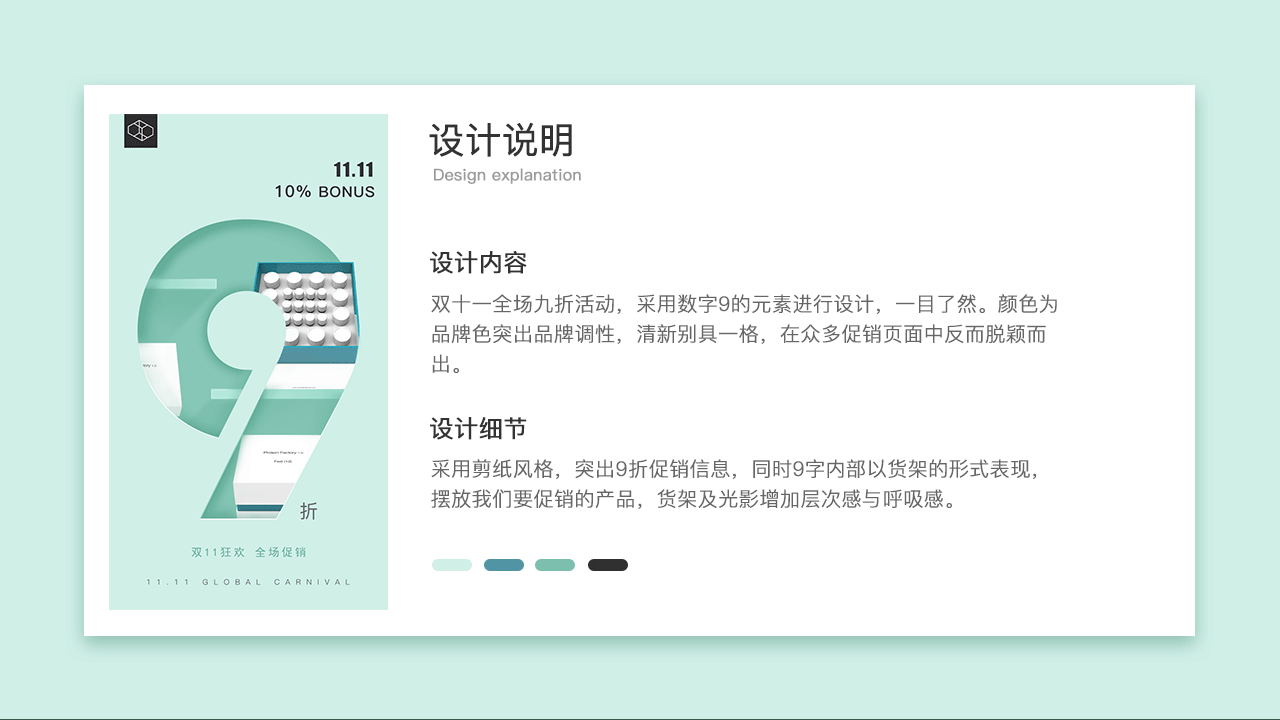 11.11
10% BONUS
9
折
双11狂欢 全场促销
11.11 GLOBAL CARNIVAL
设计说明
Design explanation
设计内容
双十一全场九折活动，采用数字9的元素进行设计，一目了然。颜色为
品牌色突出品牌调性，清新别具一格，在众多促销页面中反而脱颖而
出。
设计细节
采用剪纸风格，突出9折促销信息，同时9字内部以货架的形式表现，
摆放我们要促销的产品，货架及光影增加层次感与呼吸感。